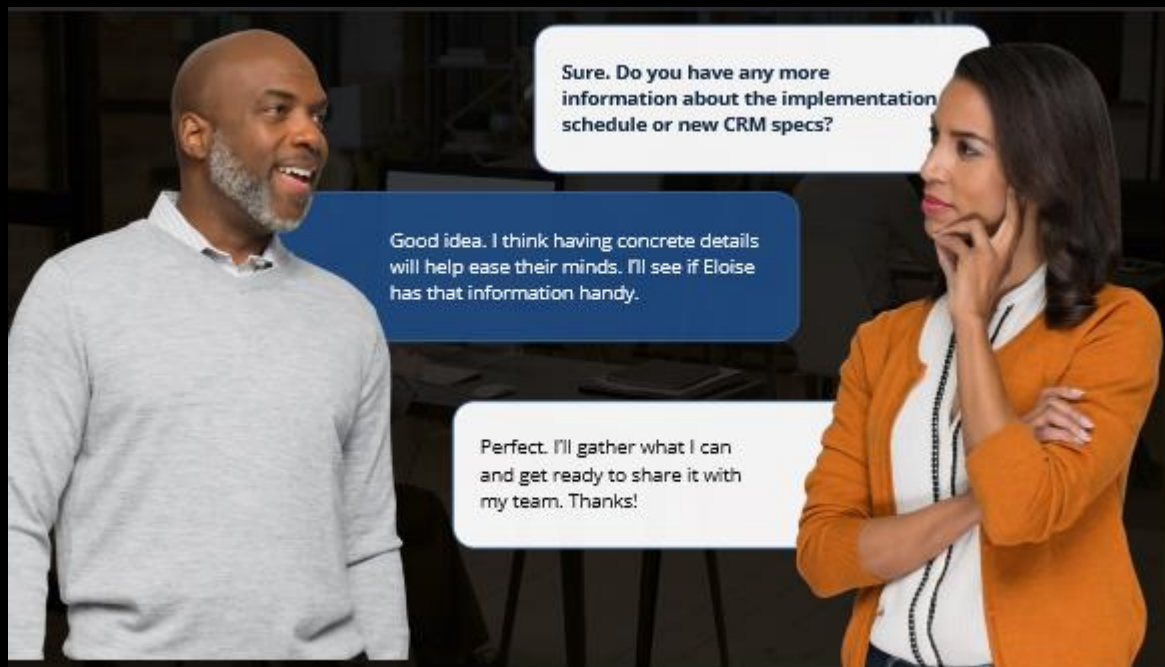 Sure. Do you have any more
information about the implementation
schedule or new CRM specs?
Good idea. I think having concrete details
will help ease their minds. I'll see if Eloise
has that information handy.
Perfect. I'll gather what I can
and get ready to share it with
my team. Thanks!